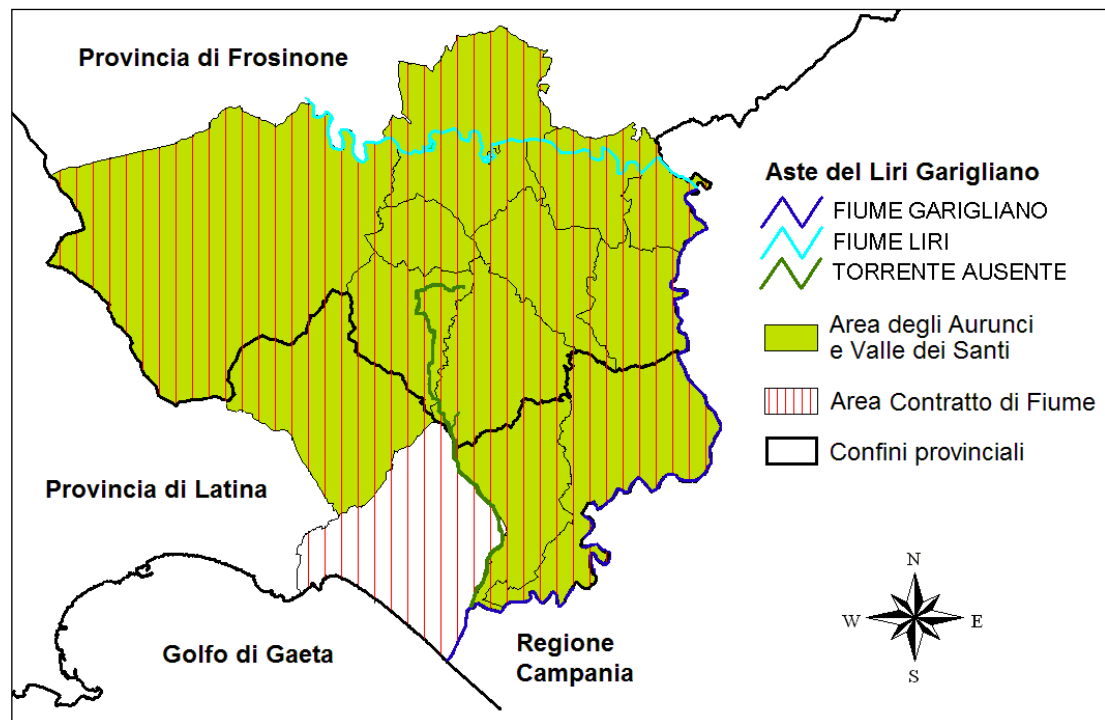 Provincia di Frosinone
Aste del Liri Garigliano
FIUME GARIGLIANO
FIUME LIRI
TORRENTE AUSENTE
Area degli Aurunci
e Valle dei Santi
Area Contratto di Fiume
Confini provinciali
Provincia di Latina
Golfo di Gaeta
Regione
Campania
N
W
E
S